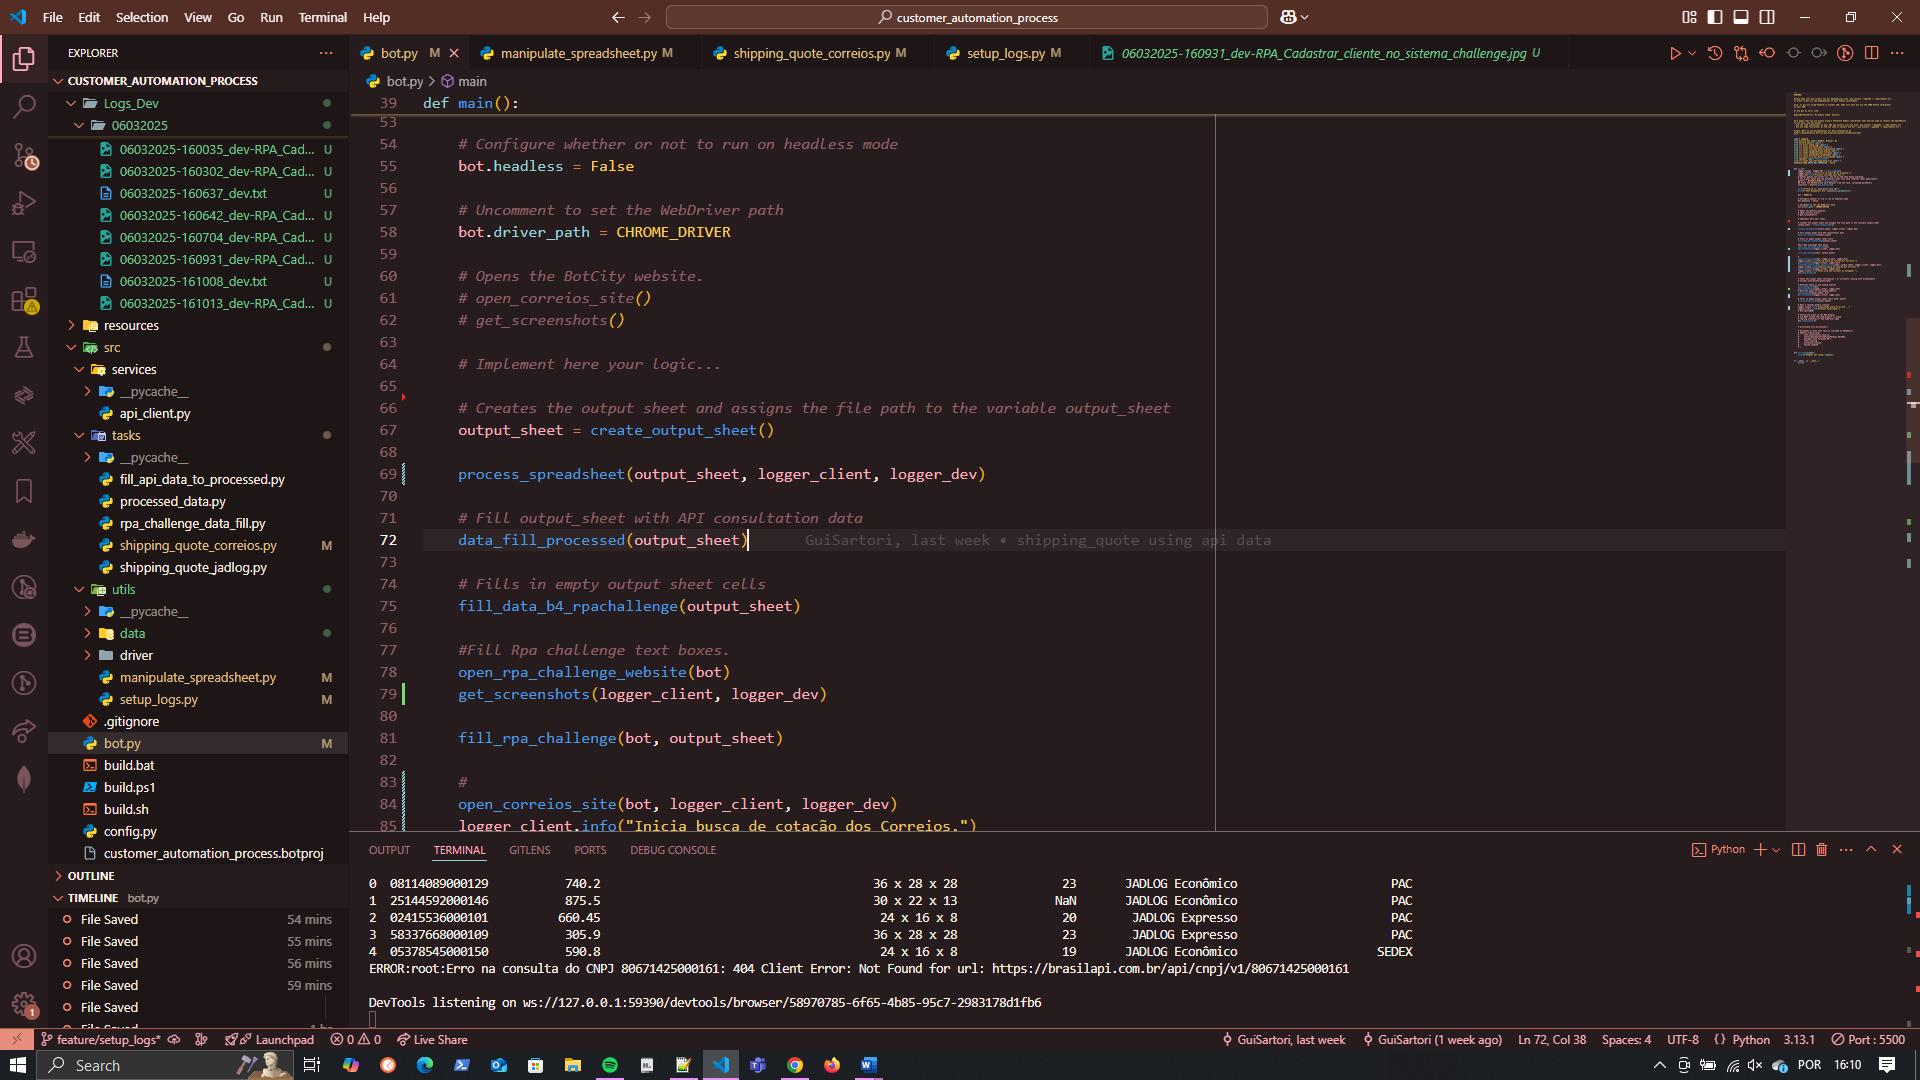 File Edit Selection View Go Run Terminal Help
customer_automation_process
EXPLORER
CUSTOMER_AUTOMATION_PROCESS
Logs_Dev
06032025
06032025-160035_dev-RPA_Cad... U
06032025-160302_dev-RPA_Cad... U
06032025-160637_dev.txt U
06032025-160642_dev-RPA_Cad... U
06032025-160704_dev-RPA_Cad... U
06032025-160931_dev-RPA_Cad... U
06032025-161008_dev.txt U
06032025-161013_dev-RPA_Cad... U
resources
src
services
__pycache__
api_client.py
tasks
__pycache__
fill_api_data_to_processed.py
processed_data.py
rpa_challenge_data_fill.py
shipping_quote_correios.py M
shipping_quote_jadlog.py
utils
__pycache__
data
driver
manipulate_spreadsheet.py M
setup_logs.py M
.gitignore
bot.py M
build.bat
build.ps1
build.sh
config.py
customer_automation_process.botproj
OUTLINE
TIMELINE bot.py
File Saved 54 mins
File Saved 55 mins
File Saved 56 mins
File Saved 59 mins
File Saved
bot.py M
manipulate_spreadsheet.py M
shipping_quote_correios.py M
setup_logs.py M
06032025-160931_dev-RPA_Cadastrar_cliente_no_sistema_challenge.jpg U
bot.py > main
39 def main():
53
54 # Configure whether or not to run on headless mode
55 bot.headless = False
56
57 # Uncomment to set the WebDriver path
58 bot.driver_path = CHROME_DRIVER
59
60 # Opens the BotCity website.
61 # open_correios_site()
62 # get_screenshots()
63
64 # Implement here your logic...
65
66 # Creates the output sheet and assigns the file path to the variable output_sheet
67 output_sheet = create_output_sheet()
68
69 process_spreadsheet(output_sheet, logger_client, logger_dev)
70
71 # Fill output_sheet with API consultation data
72 data_fill_processed(output_sheet) GuiSartori, last week • shipping_quote using api data
73
74 # Fills in empty output sheet cells
75 fill_data_b4_rpachallenge(output_sheet)
76
77 #Fill Rpa challenge text boxes.
78 open_rpa_challenge_website(bot)
79 get_screenshots(logger_client, logger_dev)
80
81 fill_rpa_challenge(bot, output_sheet)
82
83 #
84 open_correios_site(bot, logger_client, logger_dev)
85 logger_client.info("Inicia busca de cotação dos Correios.")
OUTPUT TERMINAL GITLENS PORTS DEBUG CONSOLE
Python
0 08114089000129 740.2 36 x 28 x 28 23 JADLOG Econômico PAC
1 25144592000146 875.5 30 x 22 x 13 NaN JADLOG Econômico PAC
2 02415536000101 660.45 24 x 16 x 8 20 JADLOG Expresso PAC
3 58337668000109 305.9 36 x 28 x 28 23 JADLOG Expresso PAC
4 05378545000150 590.8 24 x 16 x 8 19 JADLOG Econômico SEDEX
ERROR:root:Erro na consulta do CNPJ 80671425000161: 404 Client Error: Not Found for url: https://brasilapi.com.br/api/cnpj/v1/80671425000161
DevTools listening on ws://127.0.0.1:59390/devtools/browser/58970785-6f65-4b85-95c7-2983178d1fb6
feature/setup_logs* Launchpad 0 0 Live Share GuiSartori, last week GuiSartori (1 week ago) Ln 72, Col 38 Spaces: 4 UTF-8 {} Python 3.13.1 Port : 5500
Search
POR 16:10